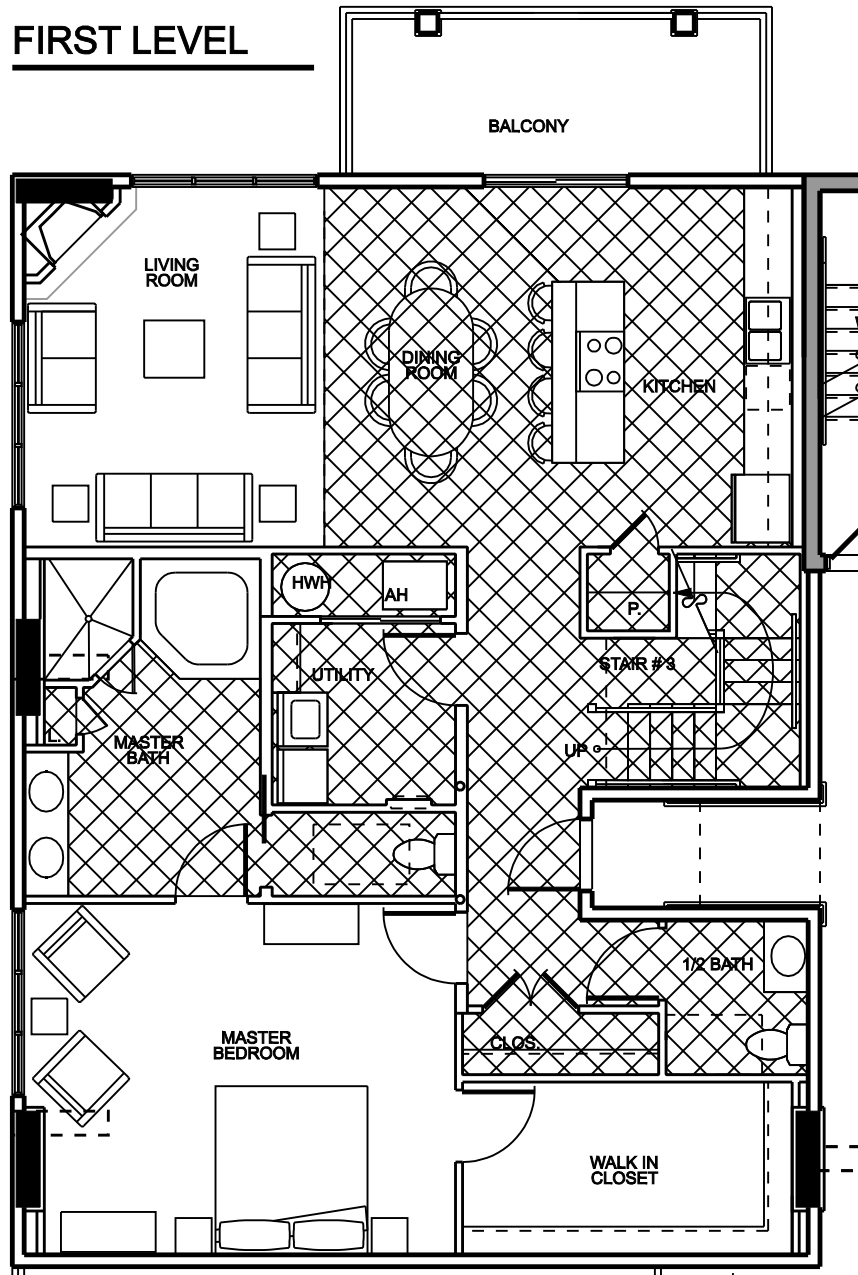 FIRST LEVEL
BALCONY
LIVING
ROOM
DINING
ROOM
KITCHEN
HWH
AH
P.
UTILITY
STAIR # 3
L.
MASTER
BATH
UP
1/2 BATH
MASTER
BEDROOM
CLOS.
WALK IN
CLOSET